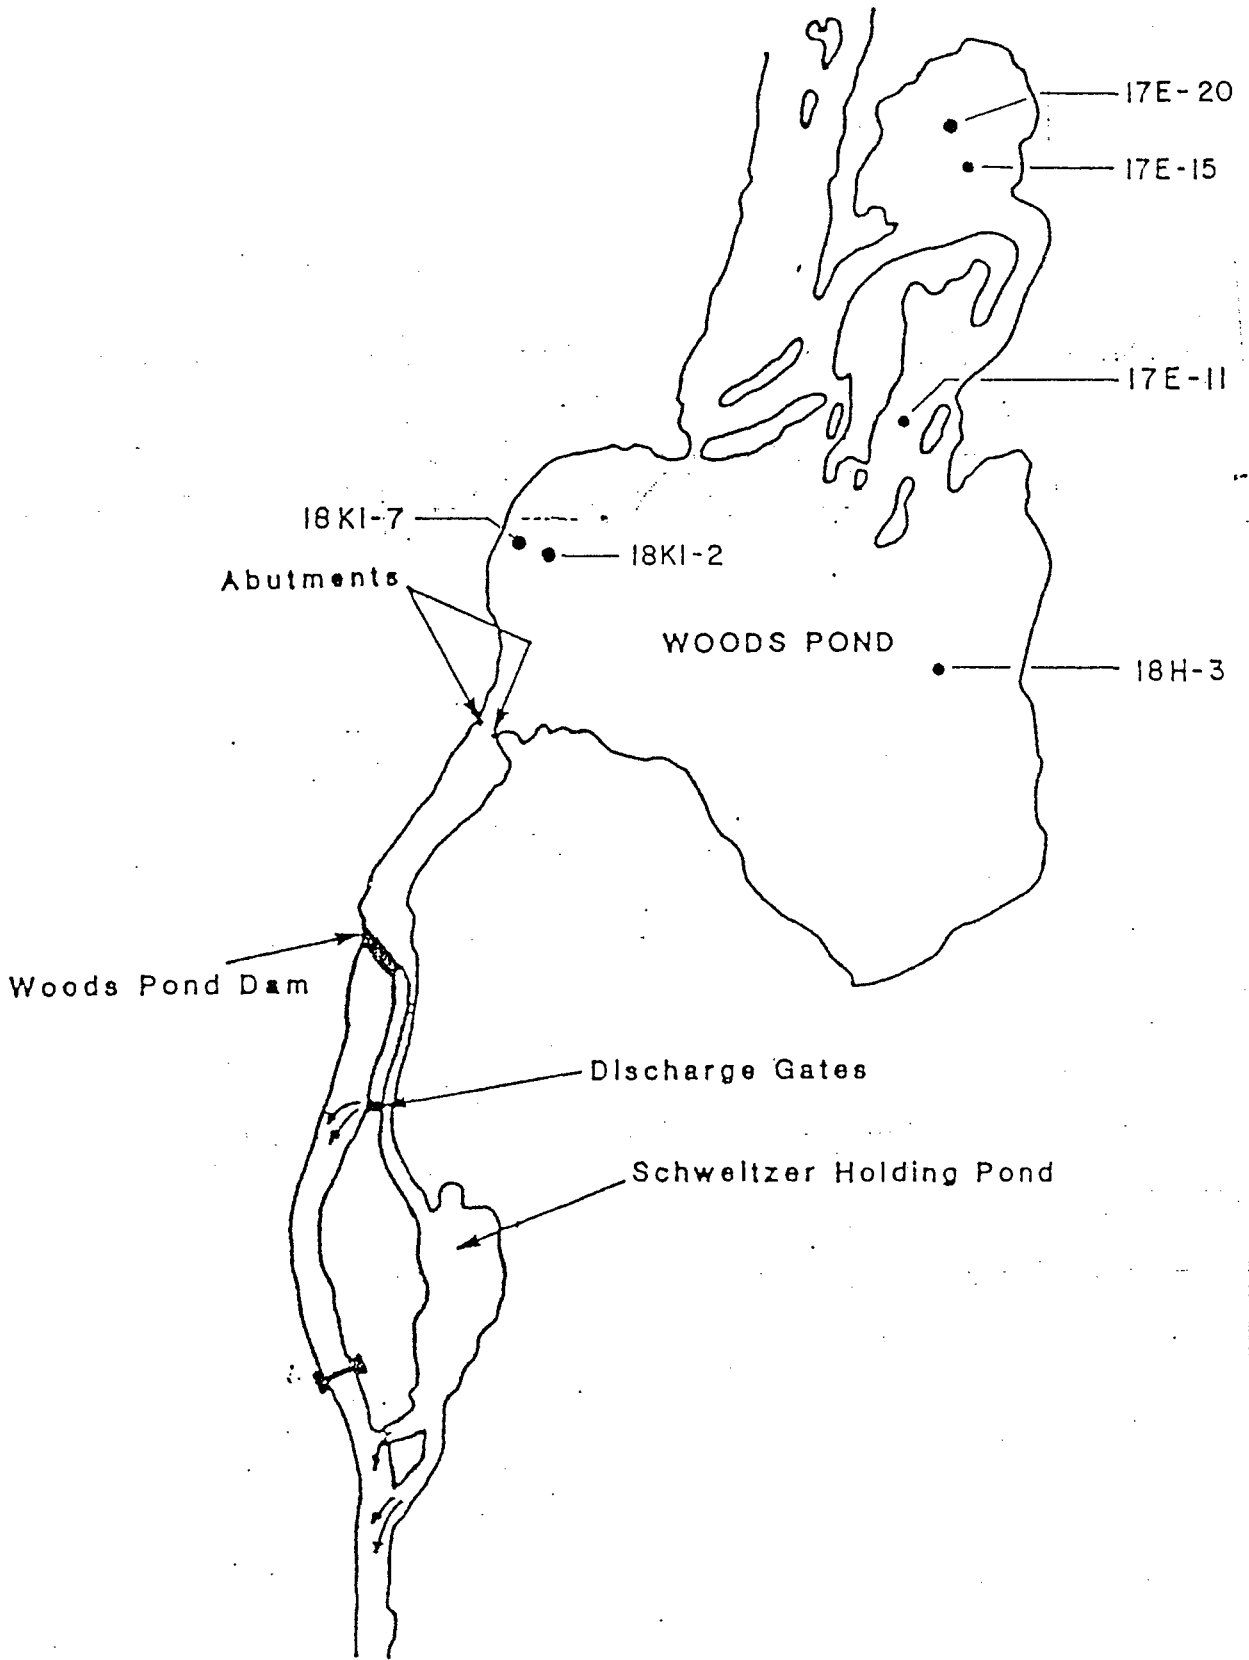 17E-20
17E-15
17E-11
18KI-7
18KI-2
Abutments
WOODS POND
18H-3
Woods Pond Dam
Discharge Gates
Schweitzer Holding Pond